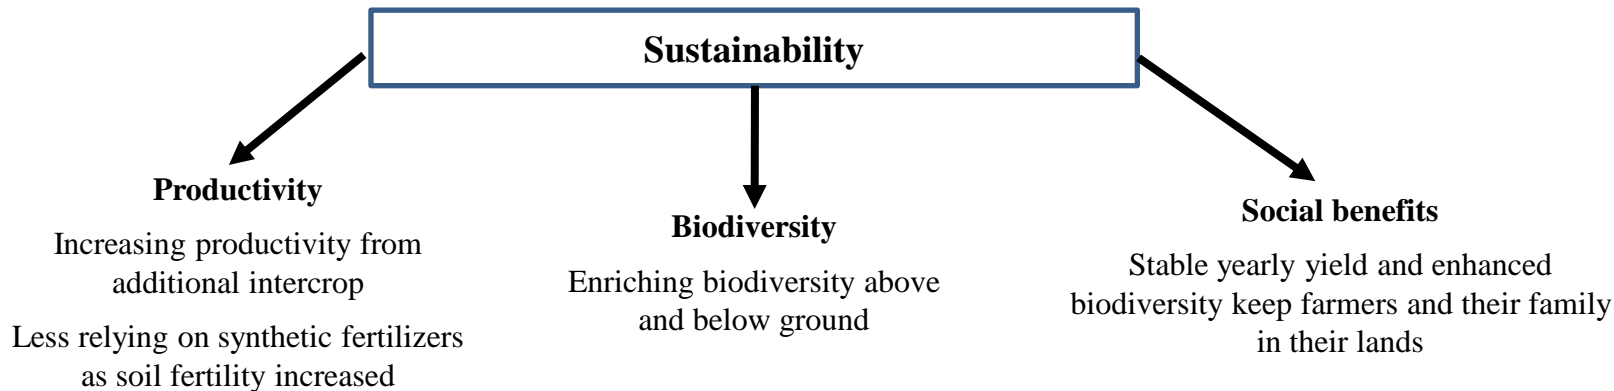 Sustainability
Productivity
Increasing productivity from
additional intercrop
Less relying on synthetic fertilizers
as soil fertility increased
Biodiversity
Enriching biodiversity above
and below ground
Social benefits
Stable yearly yield and enhanced
biodiversity keep farmers and their family
in their lands